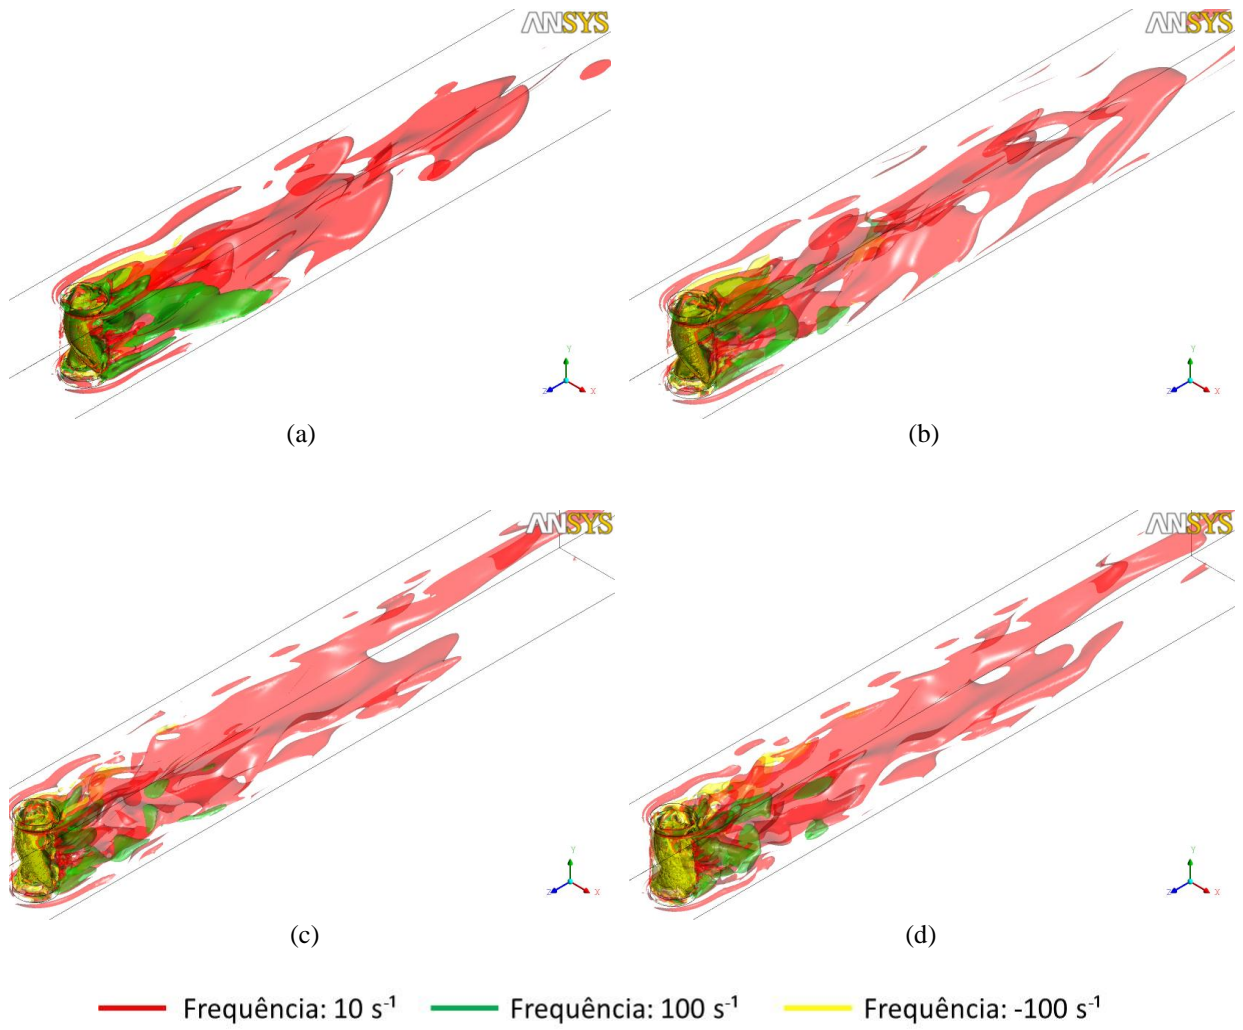 ANSYS
ANSYS
Y
Z
X
Y
Z
X
(a)
(b)
ANSYS
ANSYS
Y
Z
X
Y
Z
X
(c)
(d)
Frequência: 10 s⁻¹
Frequência: 100 s⁻¹
Frequência: -100 s⁻¹